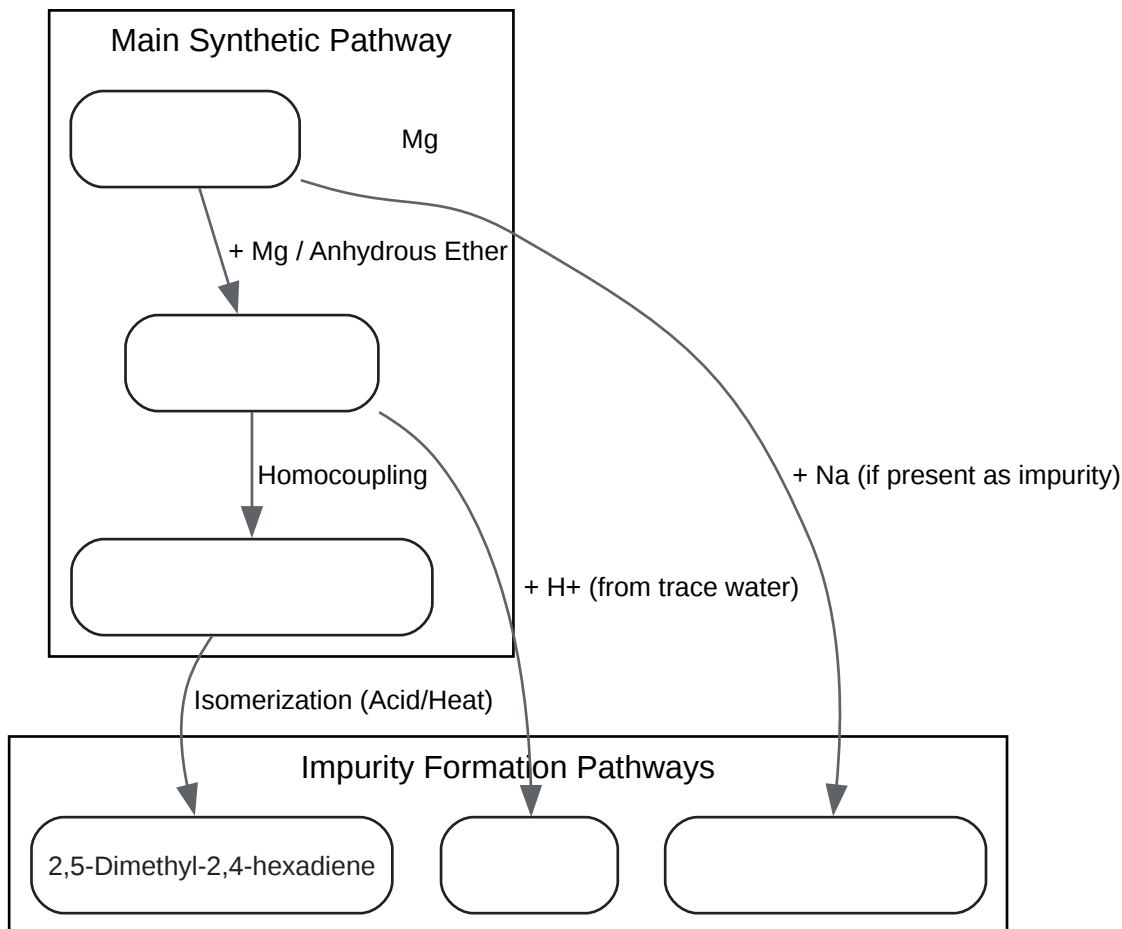 Main Synthetic Pathway
Mg
+ Mg / Anhydrous Ether
Homocoupling
+ Na (if present as impurity)
+ H+ (from trace water)
Isomerization (Acid/Heat)
Impurity Formation Pathways
2,5-Dimethyl-2,4-hexadiene